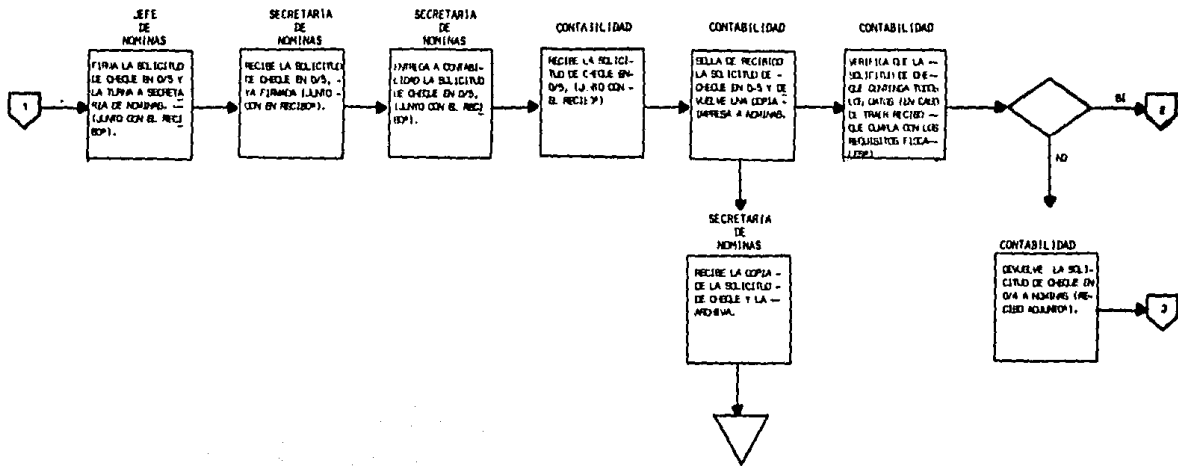 JEFE
DE
NOMINAS
FIRMA LA SOLICITUD
DE CHEQUE EN O/5 Y
LA TURNA A SECRETA
RIA DE NOMINAS. -
(JUNTO CON EL RECI
BO*).
1
SECRETARIA
DE
NOMINAS
RECIBE LA SOLICITUD
DE CHEQUE EN O/5, -
YA FIRMADA (JUNTO -
CON EN RECIBO*).
SECRETARIA
DE
NOMINAS
ENTREGA A CONTABI-
LIDAD LA SOLICITUD
DE CHEQUE EN O/5,
(JUNTO CON EL RECI
BO*).
CONTABILIDAD
RECIBE LA SOLICI-
TUD DE CHEQUE EN-
O/5, (JUNTO CON -
EL RECIBO*)
CONTABILIDAD
SELLA DE RECIBIDO
LA SOLICITUD DE -
CHEQUE EN O-5 Y DE
VUELVE UNA COPIA-
IMPRESA A NOMINAS.
CONTABILIDAD
VERIFICA QUE LA -
SOLICITUD DE CHE-
QUE CONTENGA TODOS
LOS DATOS (EN CASO
DE TRAER RECIBO -
QUE CUMPLA CON LOS
REQUISITOS FISCA-
LES*)
SI
2
NO
SECRETARIA
DE
NOMINAS
RECIBE LA COPIA -
DE LA SOLICITUD -
DE CHEQUE Y LA -
ARCHIVA.
CONTABILIDAD
DEVUELVE LA SOLI-
CITUD DE CHEQUE EN
O/4 A NOMINAS (RE-
CIBO ADJUNTO*).
3